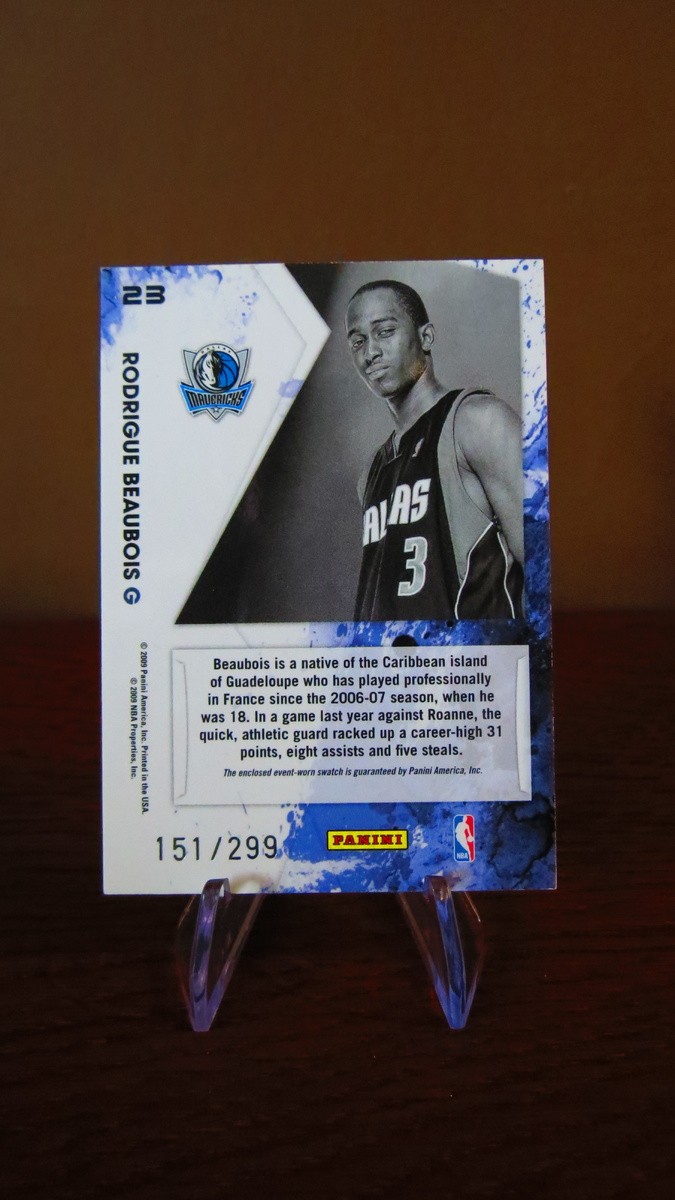 23
RODRIGUE BEAUBOIS G
MAVERICKS
ALAS
3
Beaubois is a native of the Caribbean island
of Guadeloupe who has played professionally
in France since the 2006-07 season, when he
was 18. In a game last year against Roanne, the
quick, athletic guard racked up a career-high 31
points, eight assists and five steals.
The enclosed event-worn swatch is guaranteed by Panini America, Inc.
© 2009 Panini America, Inc. Printed in the USA.
© 2009 NBA Properties, Inc.
151/299
PANINI
NBA